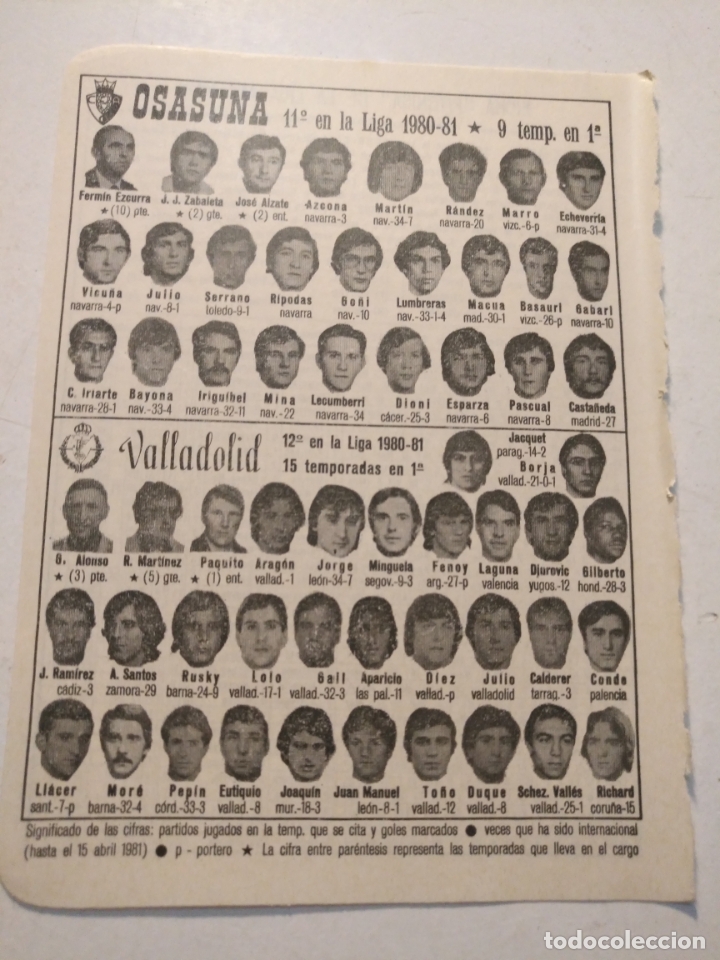 OSASUNA 11º en la Liga 1980-81 ★ 9 temp. en 1ª
Fermín Ezcurra J. J. Zabaleta José Alzate Azcona Martín Rández Marro Echeverría
★ (10) pte. ★ (2) gte. ★ (2) ent. navarra-3 nav.-34-7 navarra-20 vizc.-6-p navarra-31-4
Vicuña Julio Serrano Ripodas Goñi Lumbreras Macua Basauri Gabari
navarra-4-p nav.-8-1 toledo-9-1 navarra nav.-10 nav.-33-1-4 mad.-30-1 vizc.-26-p navarra-10
C. Iriarte Bayona Iriguíbel Mina Lecumberri Dioni Esparza Pascual Castañeda
navarra-28-1 nav.-33-4 navarra-32-11 nav.-22 navarra-34 cácer.-25-3 navarra-6 navarra-8 madrid-27
Valladolid 12º en la Liga 1980-81
15 temporadas en 1ª
Jacquet
parag.-14-2
Borja
vallad.-21-0-1
G. Alonso R. Martínez Paquito Aragón Jorge Minguela Fenoy Laguna Djurovic Gilberto
★ (3) pte. ★ (5) gte. ★ (1) ent. vallad.-1 león-34-7 segov.-9-3 arg.-27-p valencia yugos.-12 hond.-28-3
J. Ramírez A. Santos Rusky Lolo Gail Aparicio Díez Julio Calderer Conde
cádiz-3 zamora-29 barna-24-9 vallad.-17-1 vallad.-32-3 las pal.-11 vallad.-p valladolid tarrag.-3 palencia
Llácer Moré Pepín Eutiquio Joaquín Juan Manuel Toño Duque Schez. Vallés Richard
sant.-7-p barna-32-4 córd.-33-3 vallad.-8 mur.-18-3 león-8-1 vallad.-12 vallad.-8 vallad.-25-1 coruña-15
Significado de las cifras: partidos jugados en la temp. que se cita y goles marcados ● veces que ha sido internacional
(hasta el 15 abril 1981) ● p - portero ★ La cifra entre paréntesis representa las temporadas que lleva en el cargo
todocoleccion.net